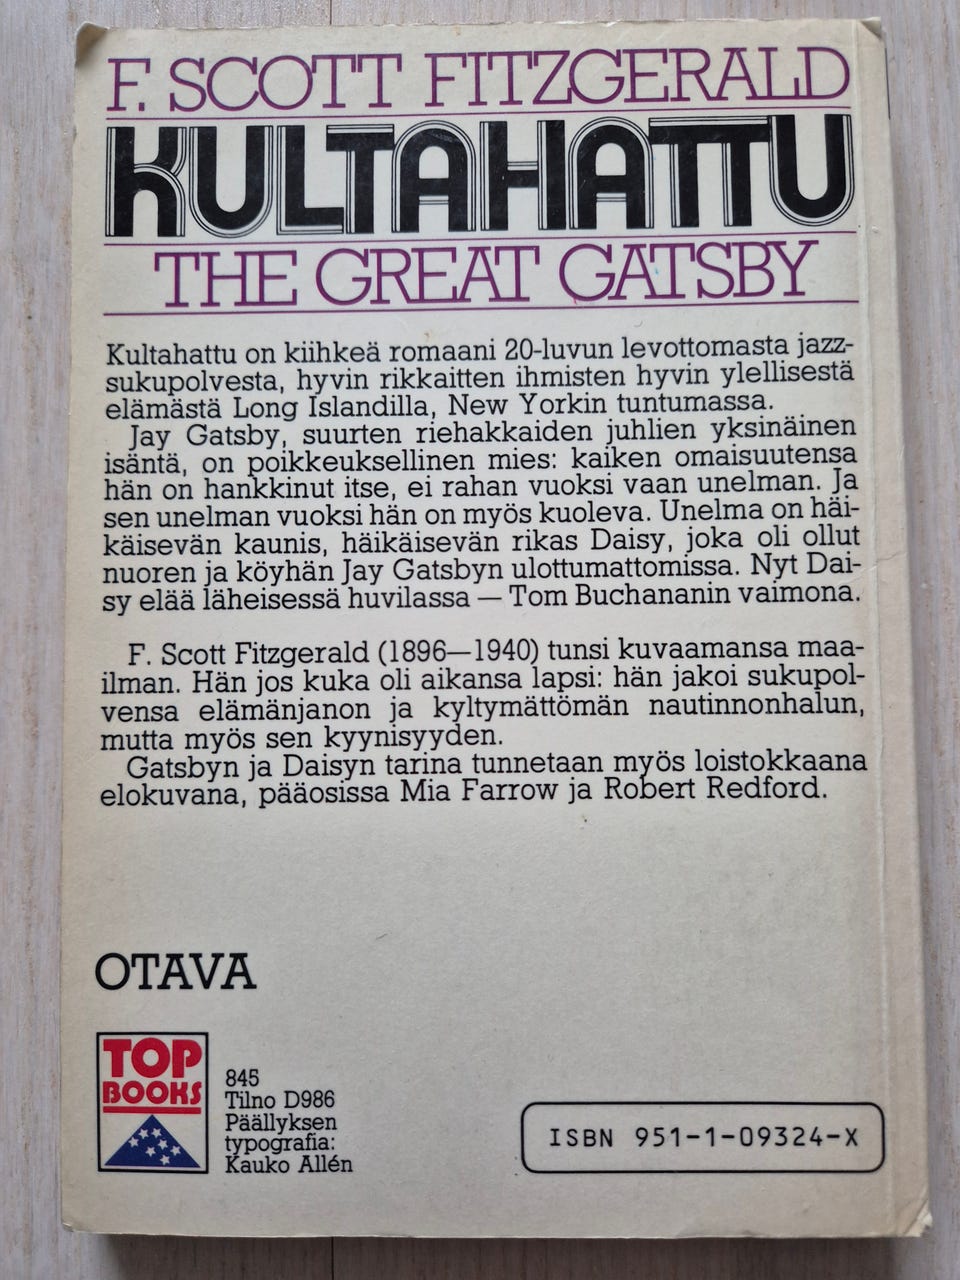 F. SCOTT FITZGERALD
KULTAHATTU
THE GREAT GATSBY
Kultahattu on kiihkeä romaani 20-luvun levottomasta jazz-
sukupolvesta, hyvin rikkaitten ihmisten hyvin ylellisestä
elämästä Long Islandilla, New Yorkin tuntumassa.
Jay Gatsby, suurten riehakkaiden juhlien yksinäinen
isäntä, on poikkeuksellinen mies: kaiken omaisuutensa
hän on hankkinut itse, ei rahan vuoksi vaan unelman. Ja
sen unelman vuoksi hän on myös kuoleva. Unelma on häi-
käisevän kaunis, häikäisevän rikas Daisy, joka oli ollut
nuoren ja köyhän Jay Gatsbyn ulottumattomissa. Nyt Dai-
sy elää läheisessä huvilassa — Tom Buchananin vaimona.
F. Scott Fitzgerald (1896—1940) tunsi kuvaamansa maa-
ilman. Hän jos kuka oli aikansa lapsi: hän jakoi sukupol-
vensa elämänjanon ja kyltymättömän nautinnonhalun,
mutta myös sen kyynisyyden.
Gatsbyn ja Daisyn tarina tunnetaan myös loistokkaana
elokuvana, pääosissa Mia Farrow ja Robert Redford.
OTAVA
TOP
BOOKS
845
Tilno D986
Päällyksen
typografia:
Kauko Allén
ISBN 951-1-09324-X